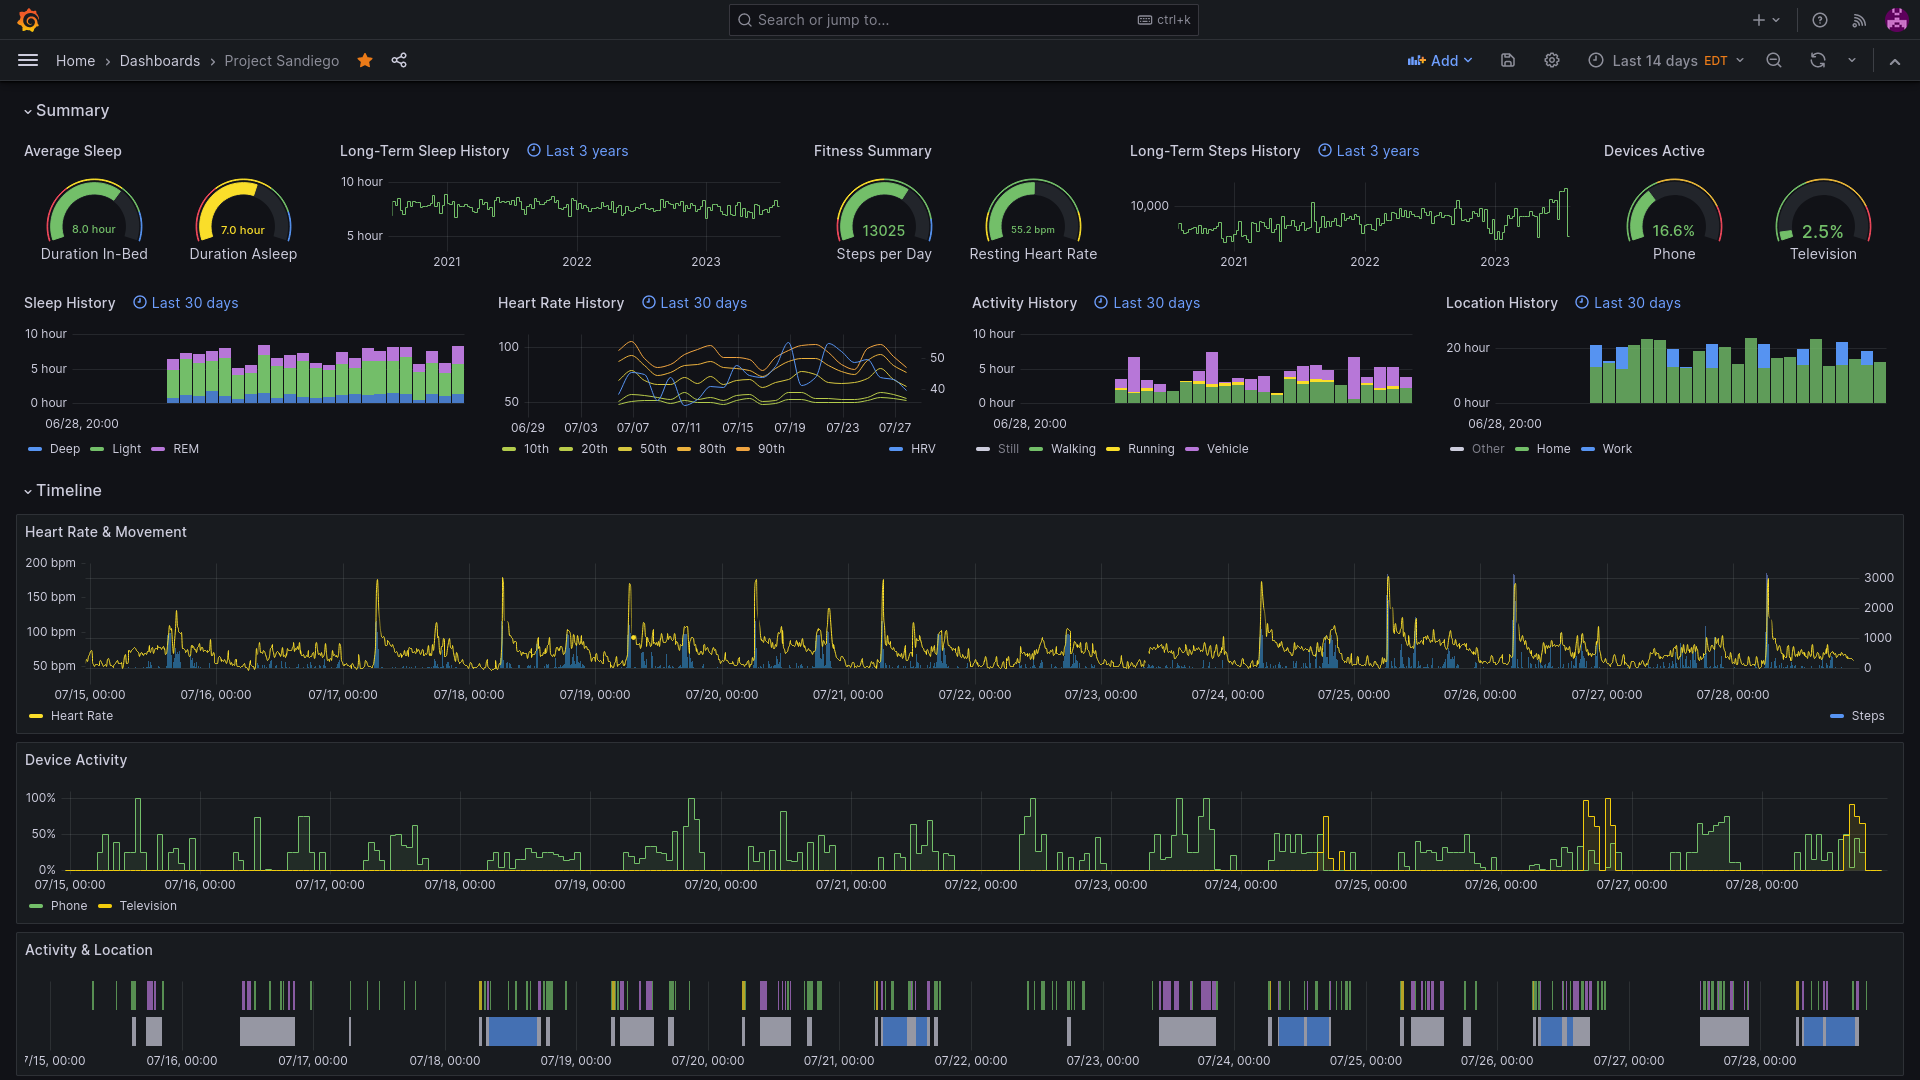 Search or jump to...
ctrl+k
Home › Dashboards › Project Sandiego
Add
Last 14 days EDT
Summary
Average Sleep
8.0 hour
Duration In-Bed
7.0 hour
Duration Asleep
Long-Term Sleep History
Last 3 years
10 hour
5 hour
2021
2022
2023
Fitness Summary
13025
Steps per Day
55.2 bpm
Resting Heart Rate
Long-Term Steps History
Last 3 years
10,000
2021
2022
2023
Devices Active
16.6%
Phone
2.5%
Television
Sleep History
Last 30 days
10 hour
5 hour
0 hour
06/28, 20:00
Deep
Light
REM
Heart Rate History
Last 30 days
100
50
50
40
06/29
07/03
07/07
07/11
07/15
07/19
07/23
07/27
10th
20th
50th
80th
90th
HRV
Activity History
Last 30 days
10 hour
5 hour
0 hour
06/28, 20:00
Still
Walking
Running
Vehicle
Location History
Last 30 days
20 hour
0 hour
06/28, 20:00
Other
Home
Work
Timeline
Heart Rate & Movement
200 bpm
150 bpm
100 bpm
50 bpm
3000
2000
1000
0
07/15, 00:00
07/16, 00:00
07/17, 00:00
07/18, 00:00
07/19, 00:00
07/20, 00:00
07/21, 00:00
07/22, 00:00
07/23, 00:00
07/24, 00:00
07/25, 00:00
07/26, 00:00
07/27, 00:00
07/28, 00:00
Heart Rate
Steps
Device Activity
100%
50%
0%
07/15, 00:00
07/16, 00:00
07/17, 00:00
07/18, 00:00
07/19, 00:00
07/20, 00:00
07/21, 00:00
07/22, 00:00
07/23, 00:00
07/24, 00:00
07/25, 00:00
07/26, 00:00
07/27, 00:00
07/28, 00:00
Phone
Television
Activity & Location
7/15, 00:00
07/16, 00:00
07/17, 00:00
07/18, 00:00
07/19, 00:00
07/20, 00:00
07/21, 00:00
07/22, 00:00
07/23, 00:00
07/24, 00:00
07/25, 00:00
07/26, 00:00
07/27, 00:00
07/28, 00:00